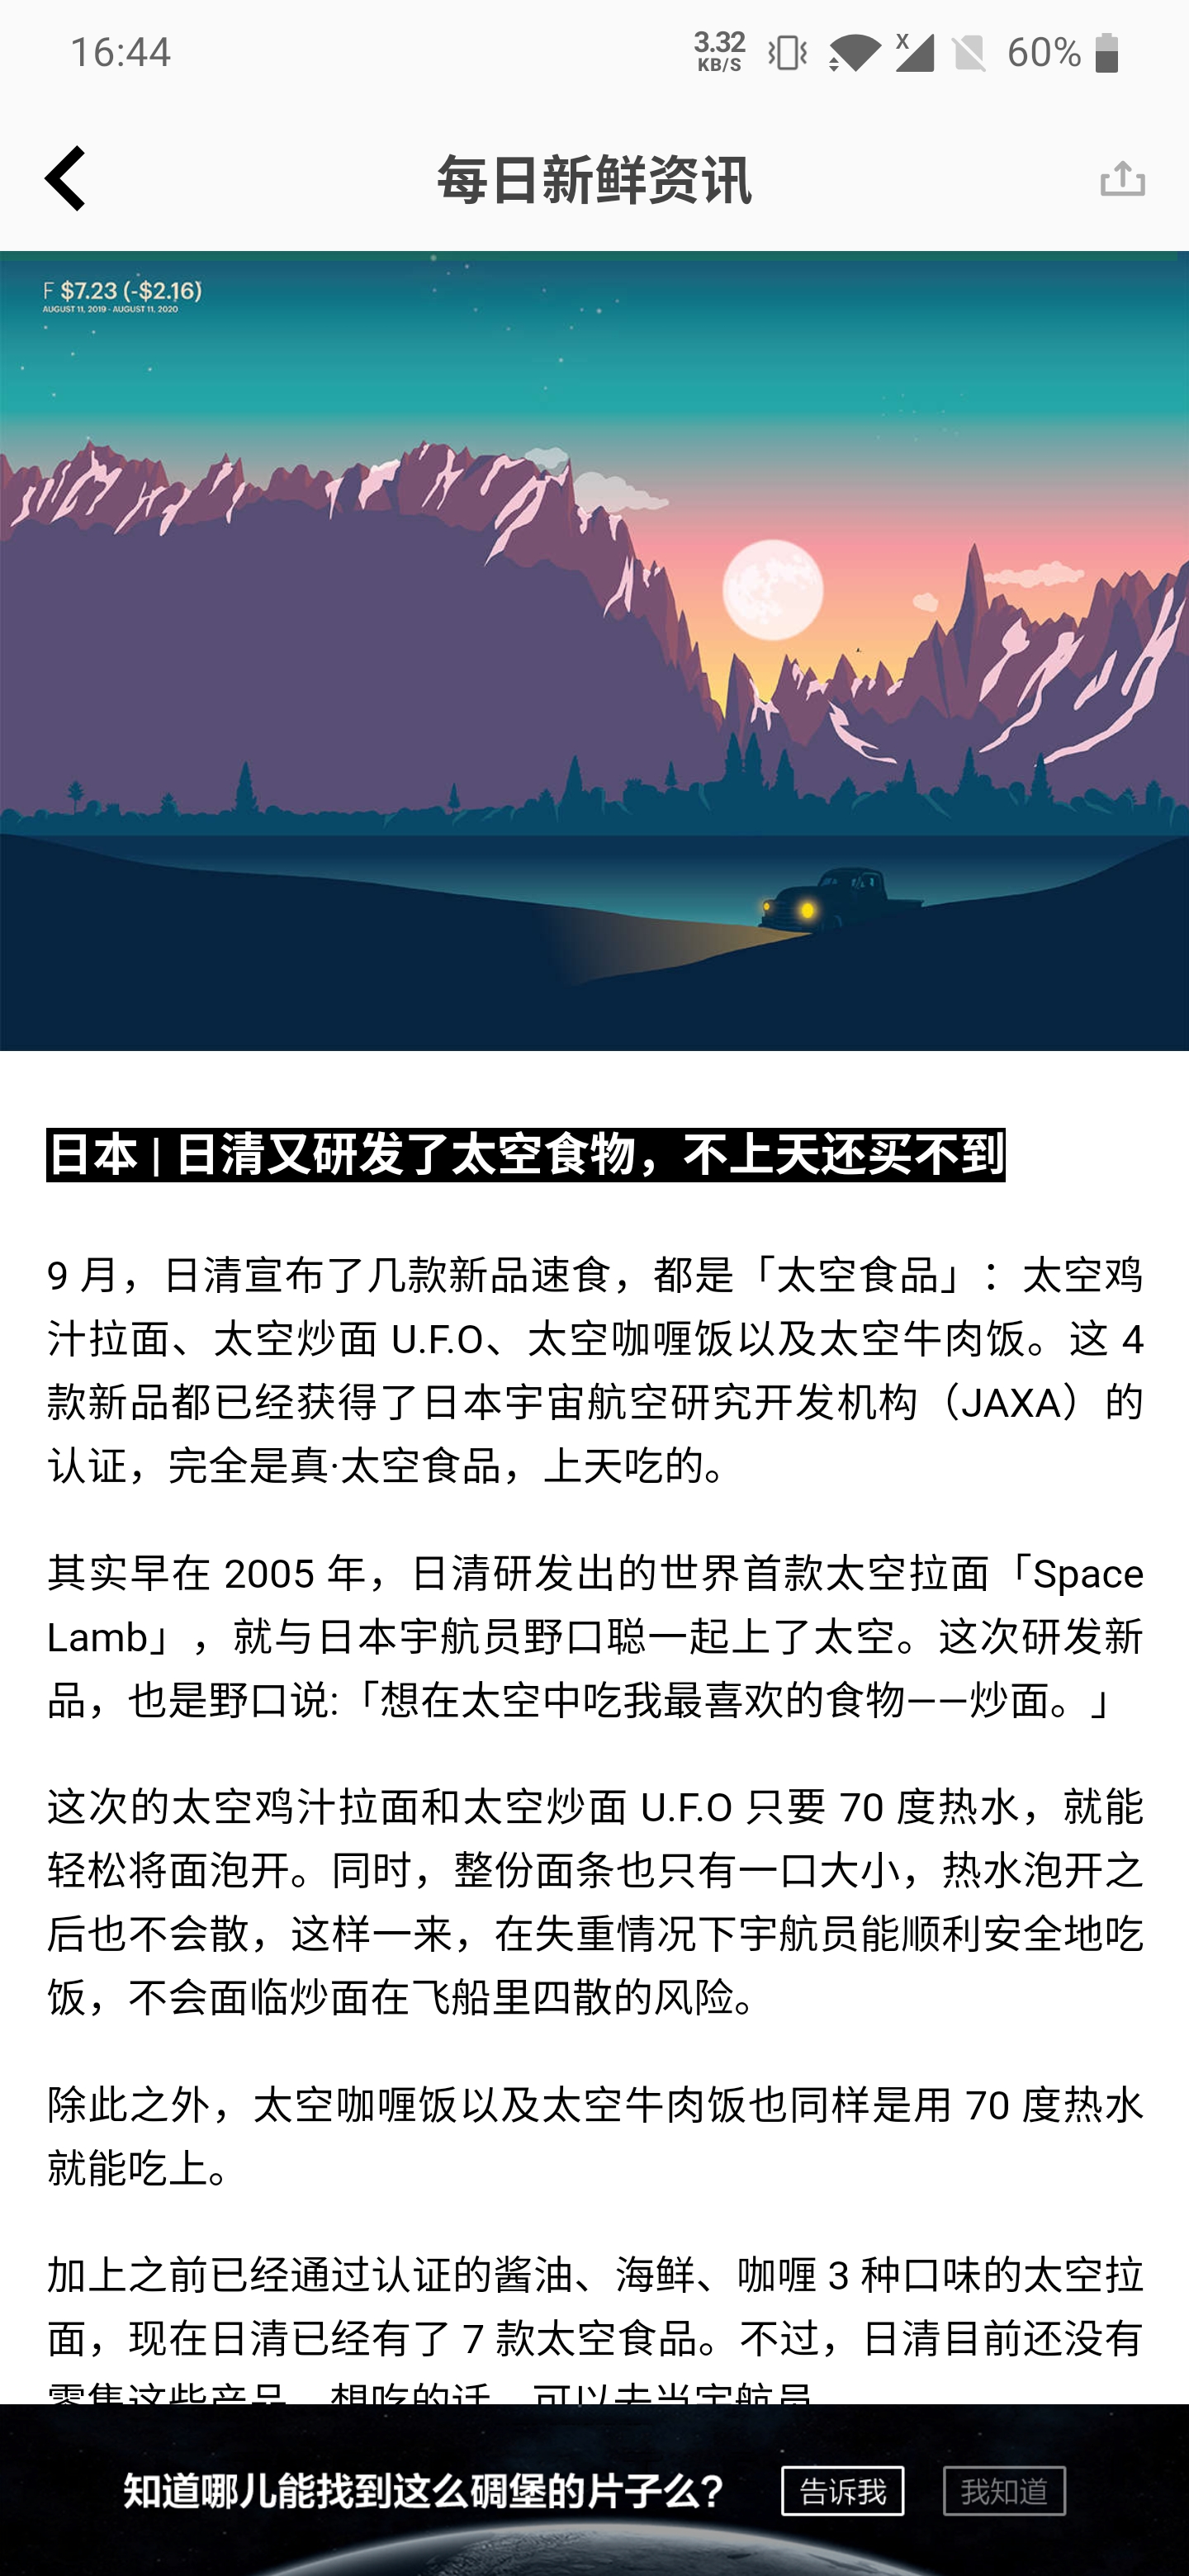 16:44
3.32
KB/S
X
60%
每日新鲜资讯
F $7.23 (-$2.16)
AUGUST 11, 2019 - AUGUST 11, 2020
日本 | 日清又研发了太空食物，不上天还买不到
9 月，日清宣布了几款新品速食，都是「太空食品」：太空鸡
汁拉面、太空炒面 U.F.O、太空咖喱饭以及太空牛肉饭。这 4
款新品都已经获得了日本宇宙航空研究开发机构（JAXA）的
认证，完全是真·太空食品，上天吃的。
其实早在 2005 年，日清研发出的世界首款太空拉面「Space
Lamb」，就与日本宇航员野口聪一起上了太空。这次研发新
品，也是野口说:「想在太空中吃我最喜欢的食物——炒面。」
这次的太空鸡汁拉面和太空炒面 U.F.O 只要 70 度热水，就能
轻松将面泡开。同时，整份面条也只有一口大小，热水泡开之
后也不会散，这样一来，在失重情况下宇航员能顺利安全地吃
饭，不会面临炒面在飞船里四散的风险。
除此之外，太空咖喱饭以及太空牛肉饭也同样是用 70 度热水
就能吃上。
加上之前已经通过认证的酱油、海鲜、咖喱 3 种口味的太空拉
面，现在日清已经有了 7 款太空食品。不过，日清目前还没有
零售这些产品，想吃的话，可以去当宇航员
知道哪儿能找到这么碉堡的片子么？
告诉我
我知道